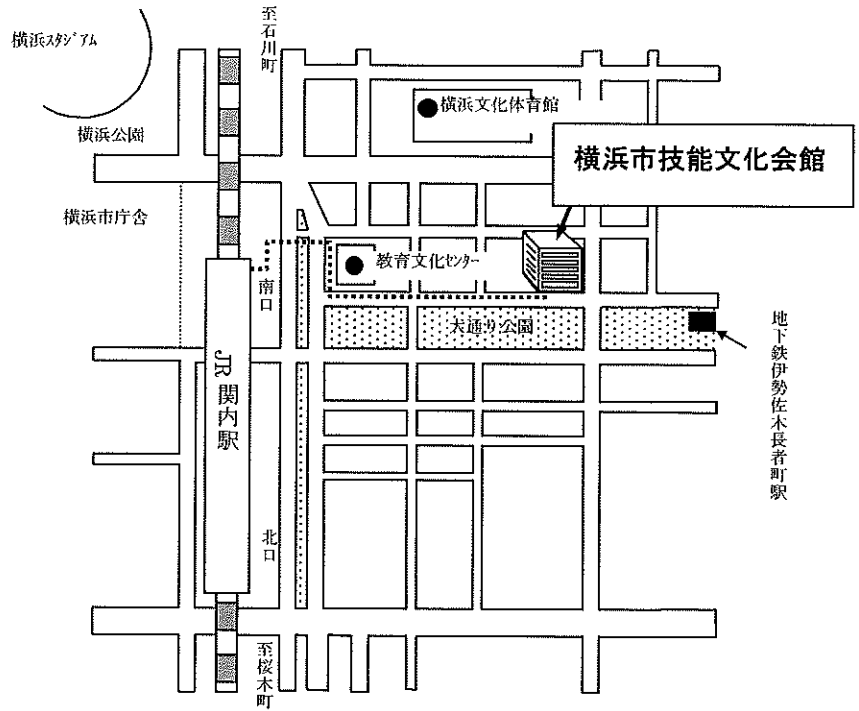 横浜ｽﾀｼﾞｱﾑ
至石川町
横浜文化体育館
横浜公園
横浜市技能文化会館
横浜市庁舎
教育文化ｾﾝﾀｰ
南口
大通り公園
地下鉄伊勢佐木長者町駅
JR関内駅
北口
至桜木町